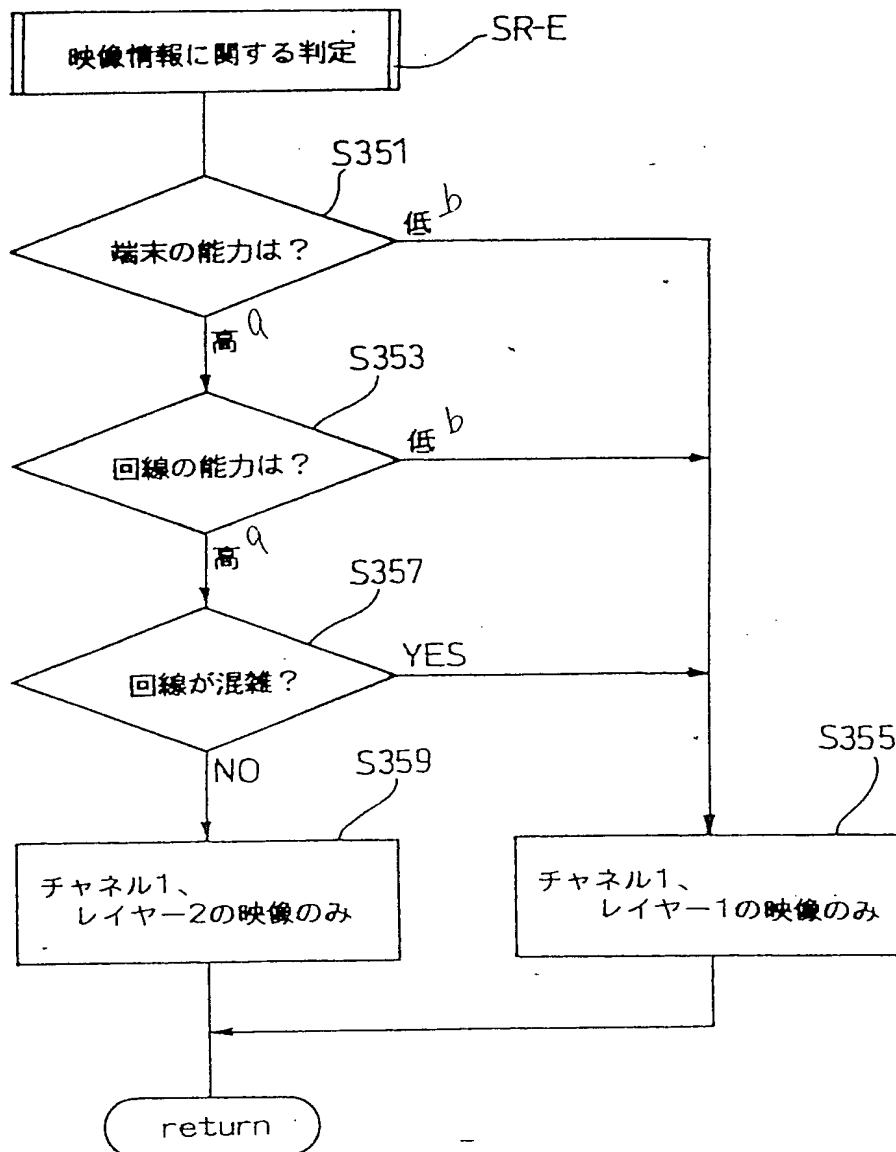 映像情報に関する判定
SR-E
S351
端末の能力は？
低 b
高 a
S353
回線の能力は？
低 b
高 a
S357
回線が混雑？
YES
NO
S359
S355
チャネル1、
レイヤー2の映像のみ
チャネル1、
レイヤー1の映像のみ
return